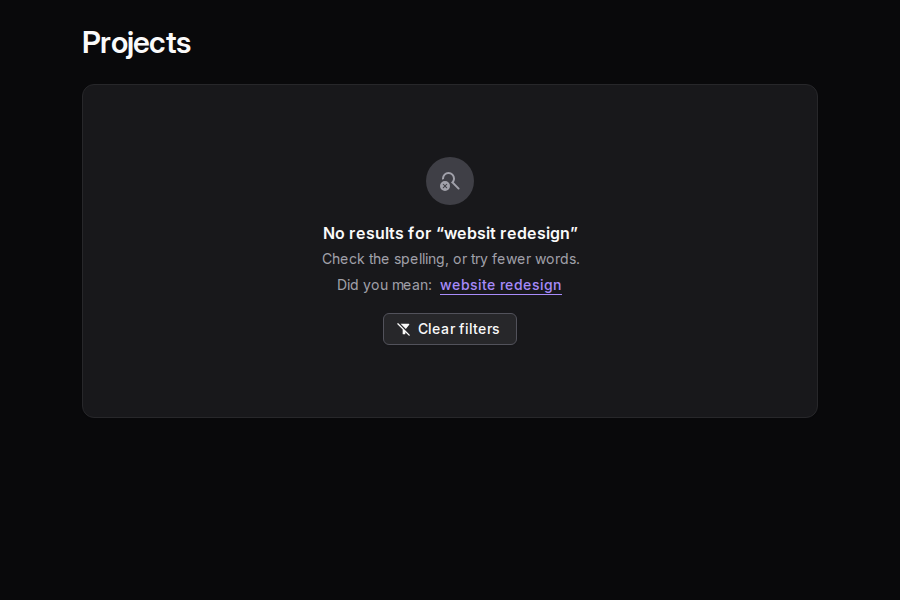 Projects
No results for “websit redesign”
Check the spelling, or try fewer words.
Did you mean: website redesign
Clear filters